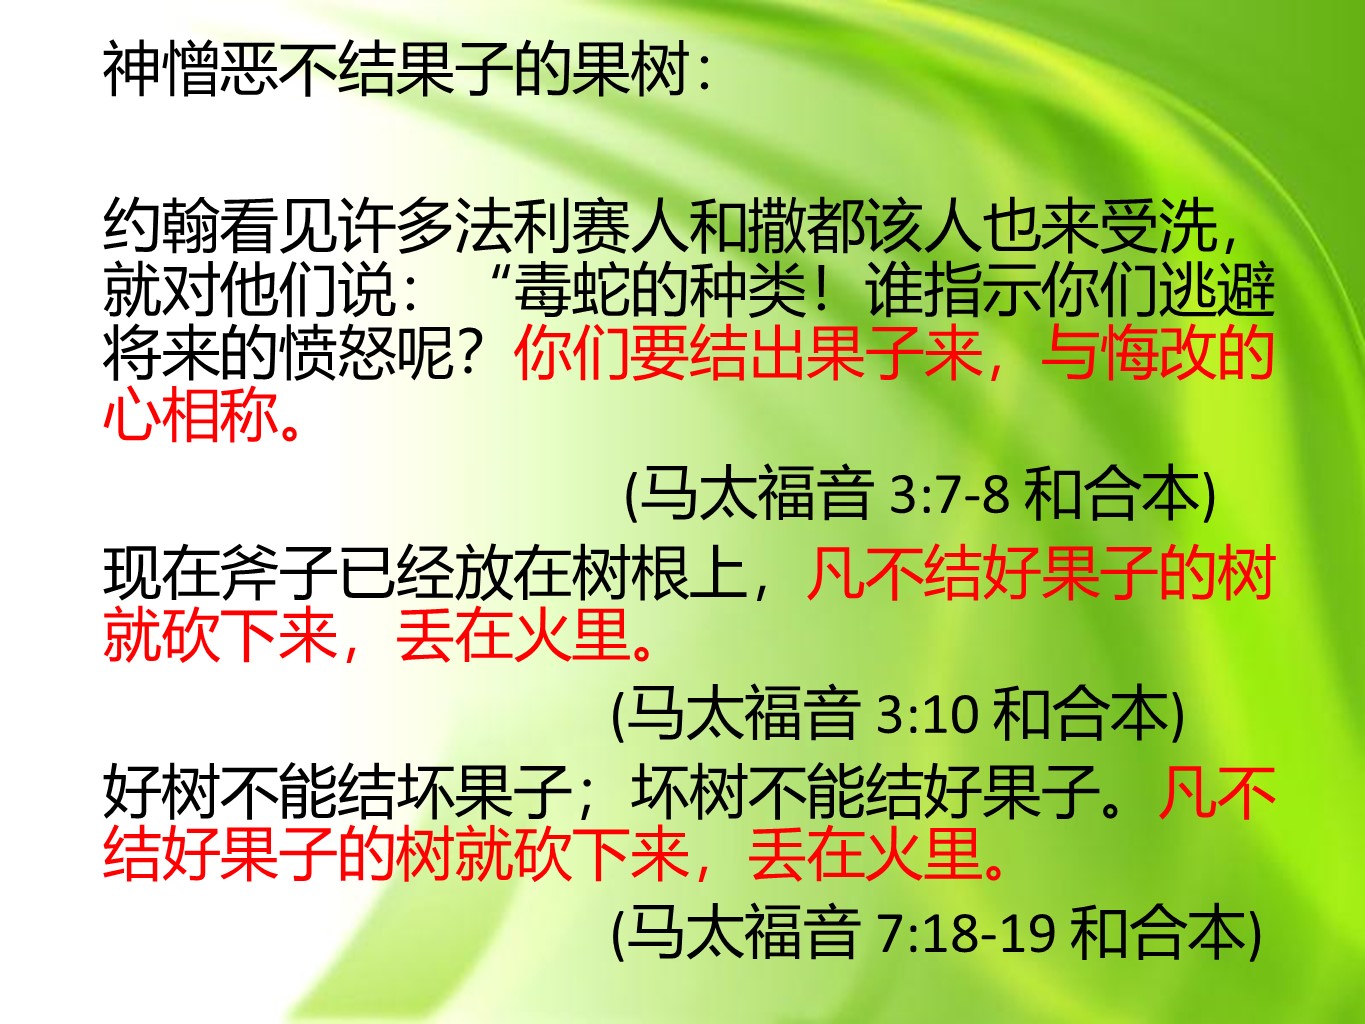 神憎恶不结果子的果树：
约翰看见许多法利赛人和撒都该人也来受洗，
就对他们说：“毒蛇的种类！谁指示你们逃避
将来的愤怒呢？你们要结出果子来，与悔改的
心相称。
(马太福音 3:7-8 和合本)
现在斧子已经放在树根上，凡不结好果子的树
就砍下来，丢在火里。
(马太福音 3:10 和合本)
好树不能结坏果子；坏树不能结好果子。凡不
结好果子的树就砍下来，丢在火里。
(马太福音 7:18-19 和合本)